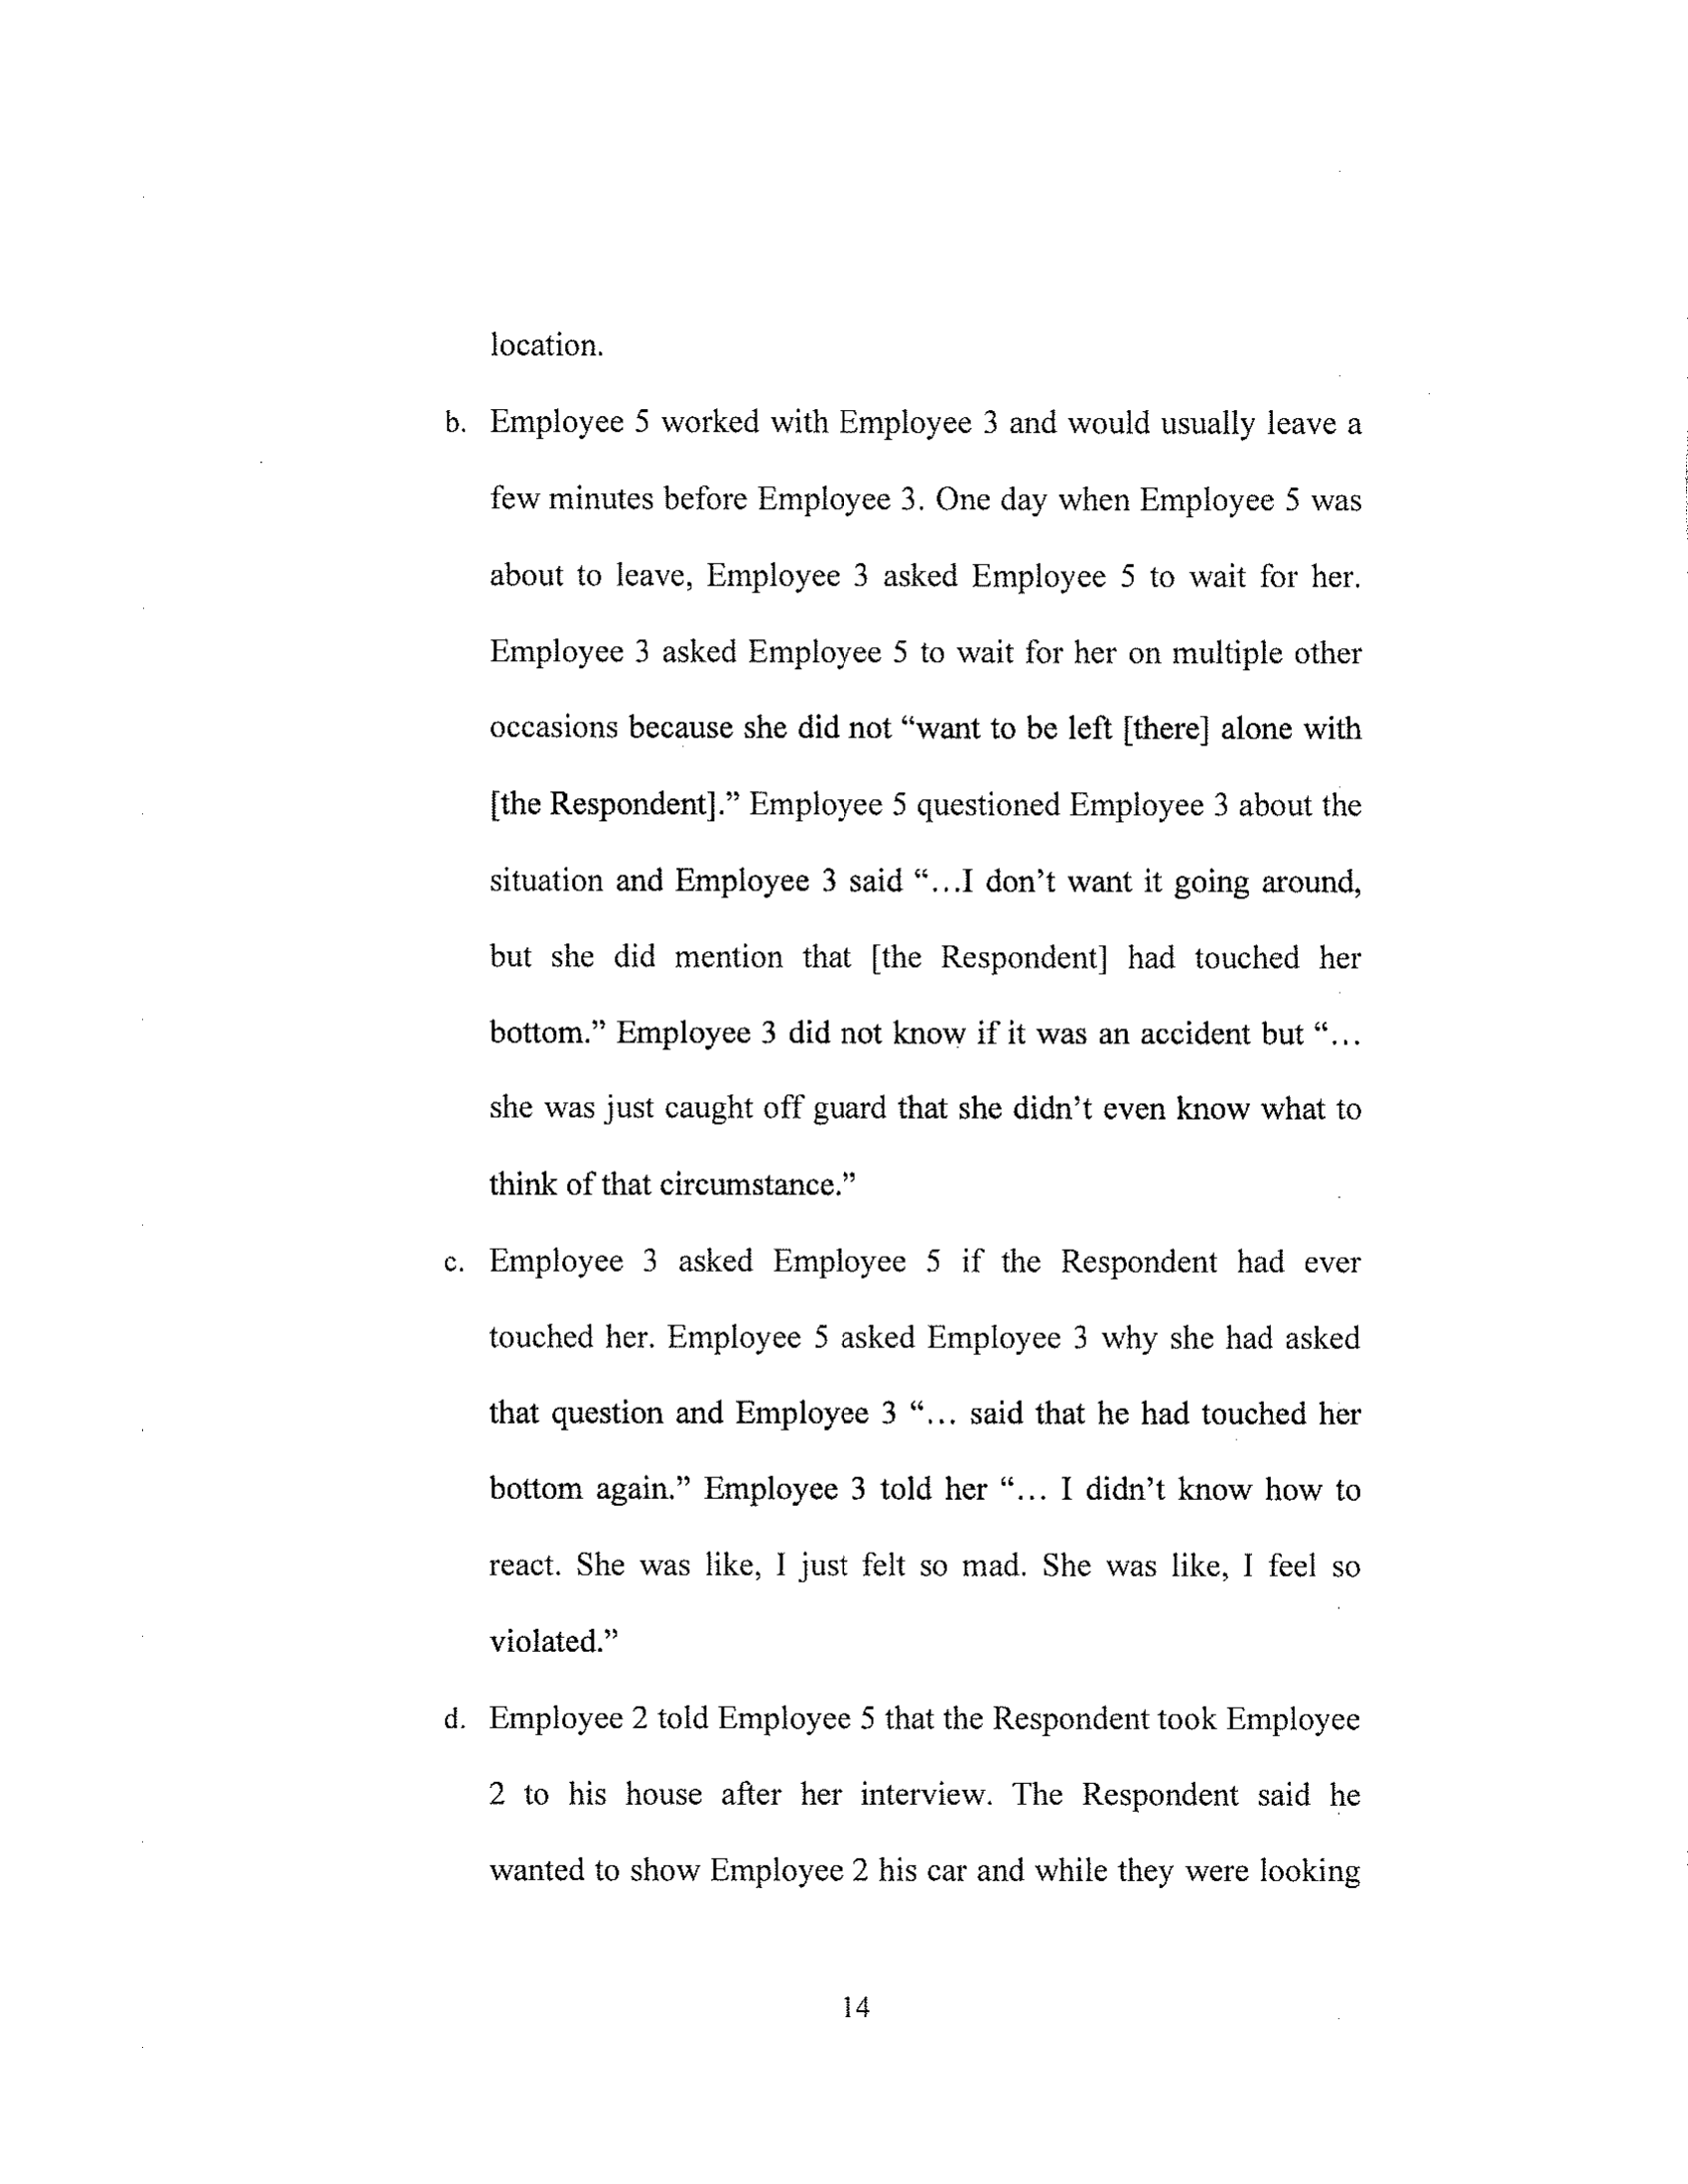 location.
b. Employee 5 worked with Employee 3 and would usually leave a
few minutes before Employee 3. One day when Employee 5 was
about to leave, Employee 3 asked Employee 5 to wait for her.
Employee 3 asked Employee 5 to wait for her on multiple other
occasions because she did not “want to be left [there] alone with
[the Respondent].” Employee 5 questioned Employee 3 about the
situation and Employee 3 said “…I don’t want it going around,
but she did mention that [the Respondent] had touched her
bottom.” Employee 3 did not know if it was an accident but “…
she was just caught off guard that she didn’t even know what to
think of that circumstance.”
c. Employee 3 asked Employee 5 if the Respondent had ever
touched her. Employee 5 asked Employee 3 why she had asked
that question and Employee 3 “… said that he had touched her
bottom again.” Employee 3 told her “… I didn’t know how to
react. She was like, I just felt so mad. She was like, I feel so
violated.”
d. Employee 2 told Employee 5 that the Respondent took Employee
2 to his house after her interview. The Respondent said he
wanted to show Employee 2 his car and while they were looking
14